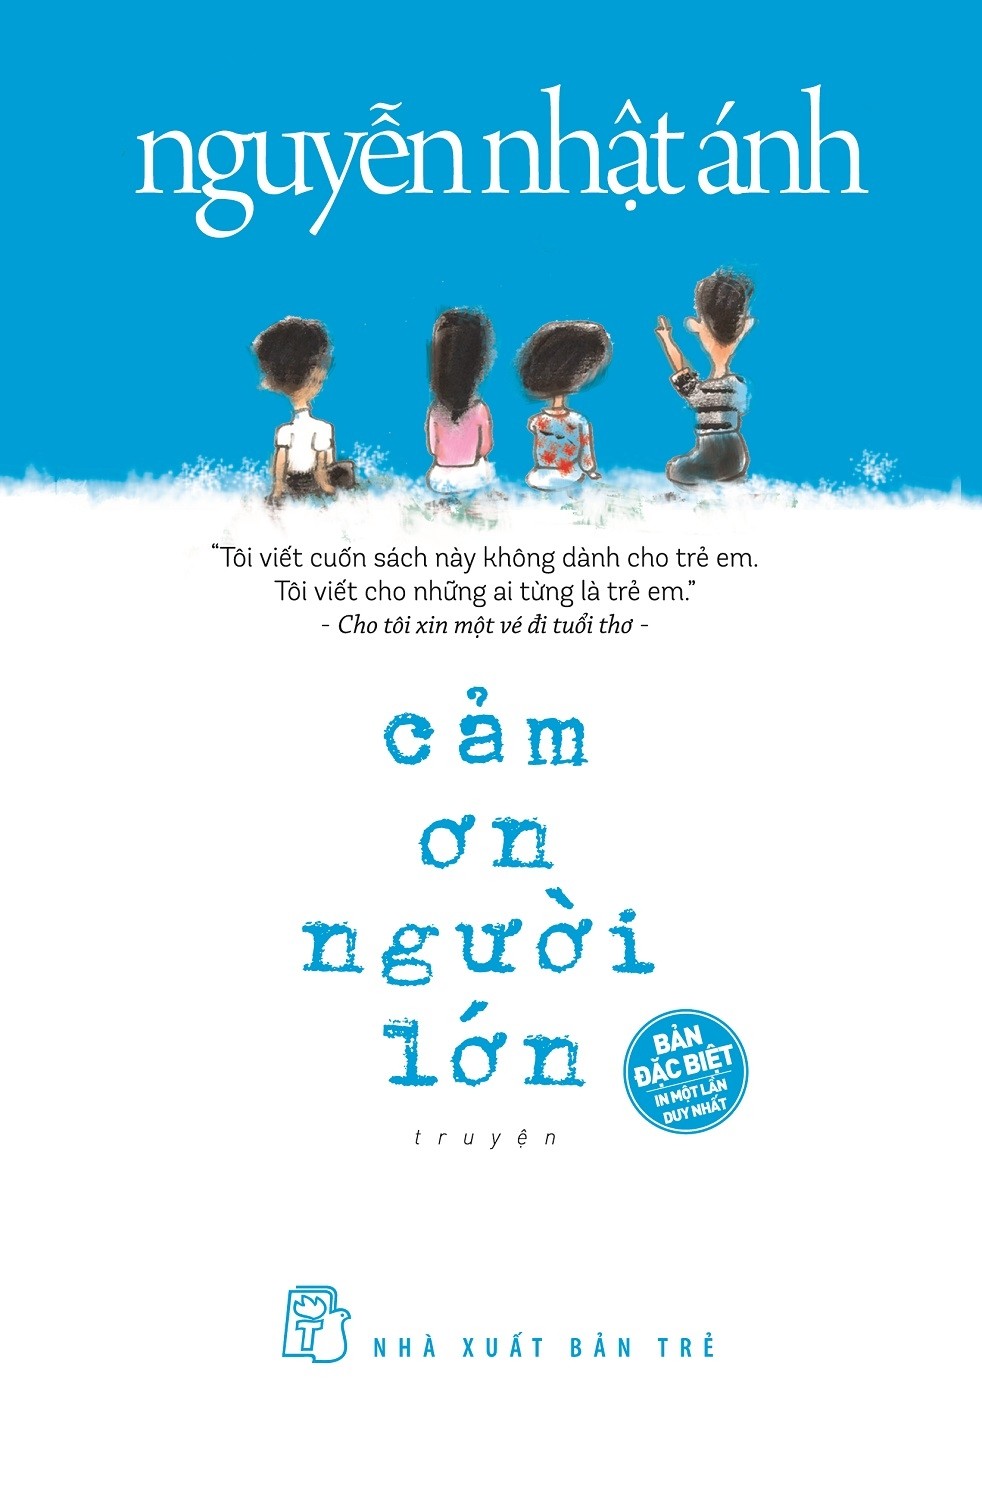 nguyễn nhật ánh
“Tôi viết cuốn sách này không dành cho trẻ em.
Tôi viết cho những ai từng là trẻ em.”
- Cho tôi xin một vé đi tuổi thơ -
cảm
ơn
người
lớn
BẢN
ĐẶC BIỆT
IN MỘT LẦN
DUY NHẤT
truyện
T
NHÀ XUẤT BẢN TRẺ